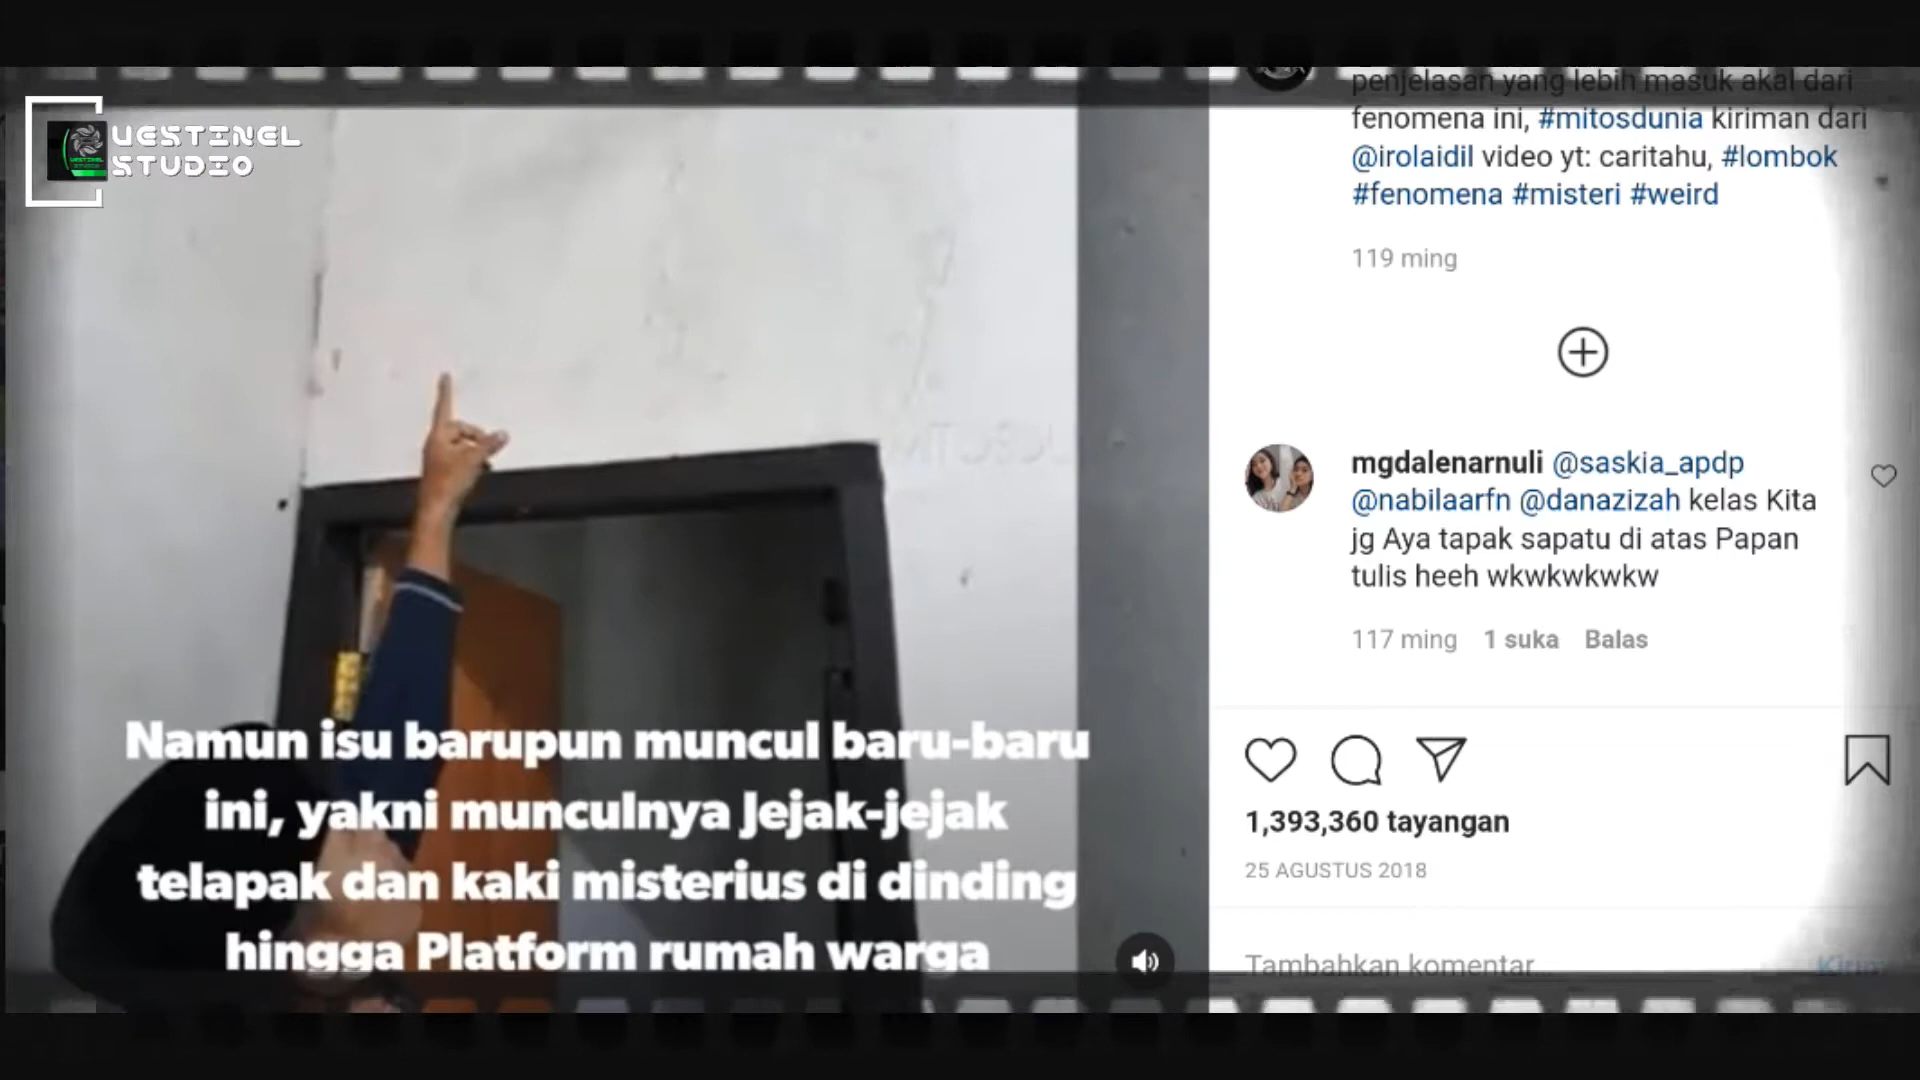 VESTINEL
STUDIO
Namun isu barupun muncul baru-baru
ini, yakni munculnya Jejak-jejak
telapak dan kaki misterius di dinding
hingga Platform rumah warga
penjelasan yang lebih masuk akal dari
fenomena ini, #mitosdunia kiriman dari
@irolaidil video yt: caritahu, #lombok
#fenomena #misteri #weird
119 ming
mgdalenarnuli @saskia_apdp
@nabilaarfn @danazizah kelas Kita
jg Aya tapak sapatu di atas Papan
tulis heeh wkwkwkwkw
117 ming 1 suka Balas
1,393,360 tayangan
25 AGUSTUS 2018
Tambahkan komentar...
Kirim